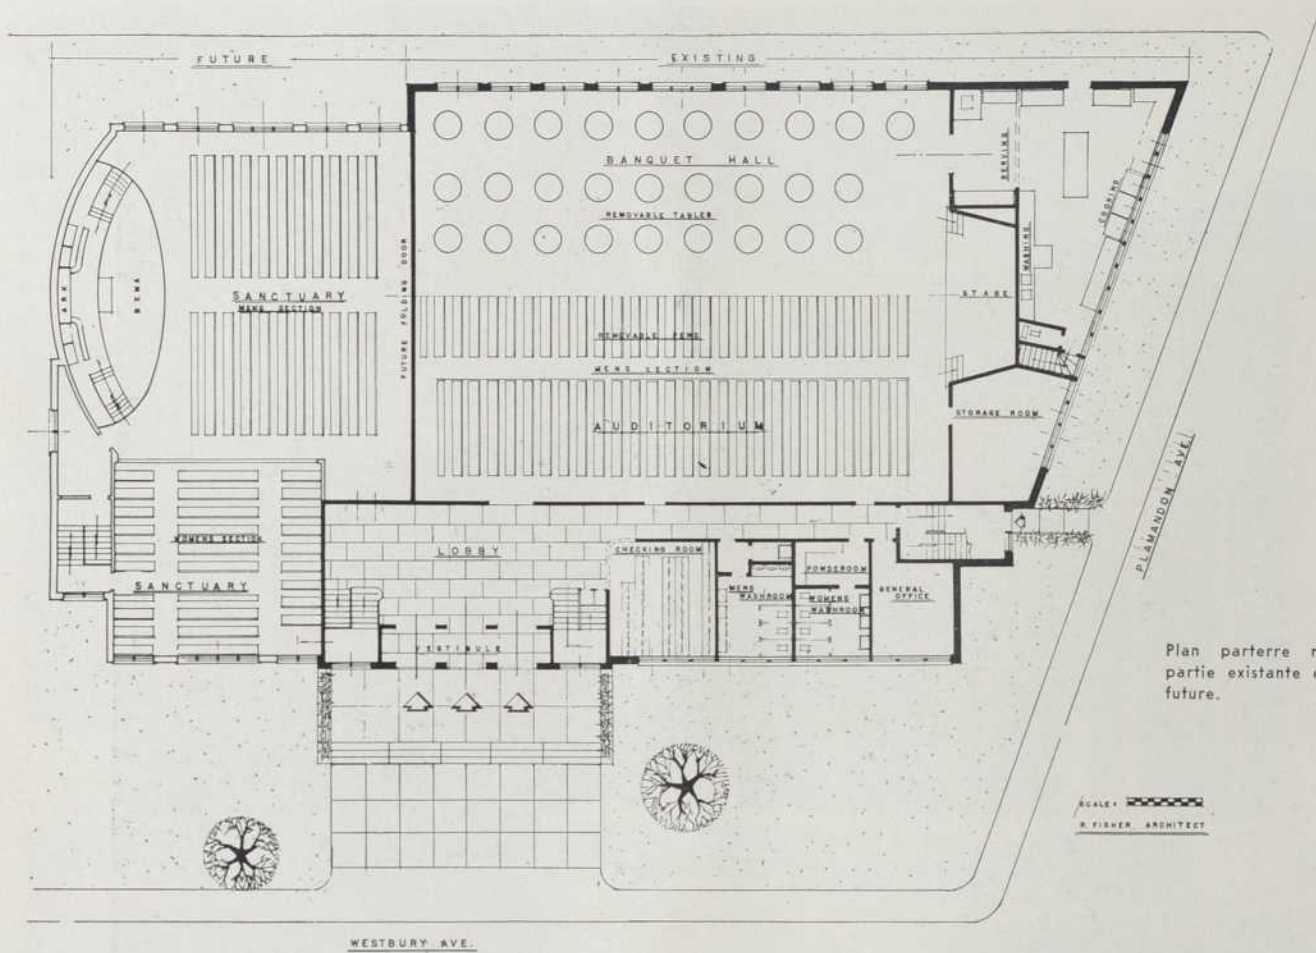 FUTURE
EXISTING
BANQUET HALL
REMOVABLE TABLES
SERVING
COOKING
WASHING
STAGE
FUTURE FOLDING DOOR
ARK
BEMA
SANCTUARY
MENS SECTION
REMOVABLE PEWS
MENS SECTION
AUDITORIUM
STORAGE ROOM
PLAMANDON AVE.
WOMENS SECTION
SANCTUARY
LOBBY
CHECKING ROOM
MENS
WASHROOM
POWDEROOM
WOMENS
WASHROOM
GENERAL
OFFICE
VESTIBULE
Plan parterre
partie existante
future.
SCALE
R. FISHER ARCHITECT
WESTBURY AVE.